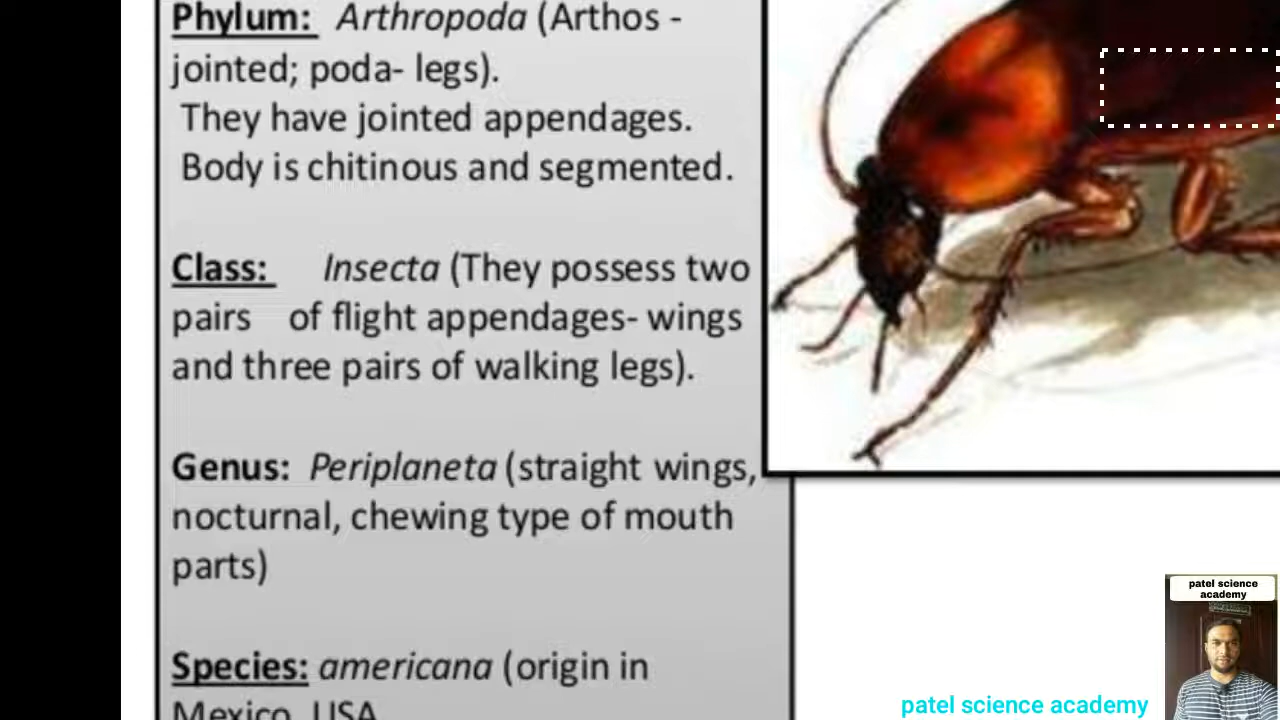 Phylum: Arthropoda (Arthos -
jointed; poda- legs).
They have jointed appendages.
Body is chitinous and segmented.
Class: Insecta (They possess two
pairs of flight appendages- wings
and three pairs of walking legs).
Genus: Periplaneta (straight wings,
nocturnal, chewing type of mouth
parts)
Species: americana (origin in
Mexico, USA
patel science
academy
patel science academy